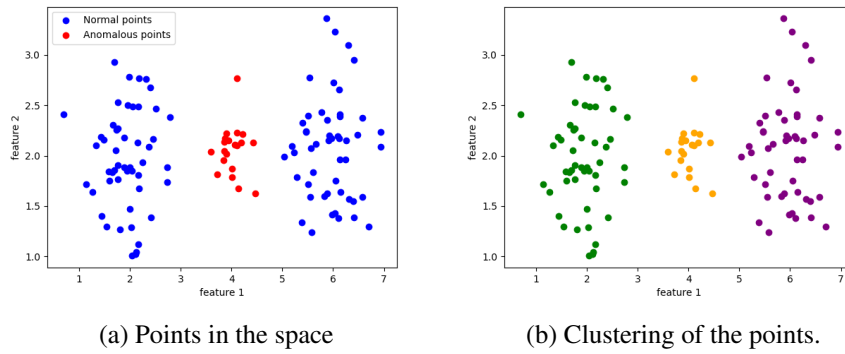 Normal points
Anomalous points
3.0
2.5
2.0
1.5
1.0
feature 2
1 2 3 4 5 6 7
feature 1
(a) Points in the space
3.0
2.5
2.0
1.5
1.0
feature 2
1 2 3 4 5 6 7
feature 1
(b) Clustering of the points.